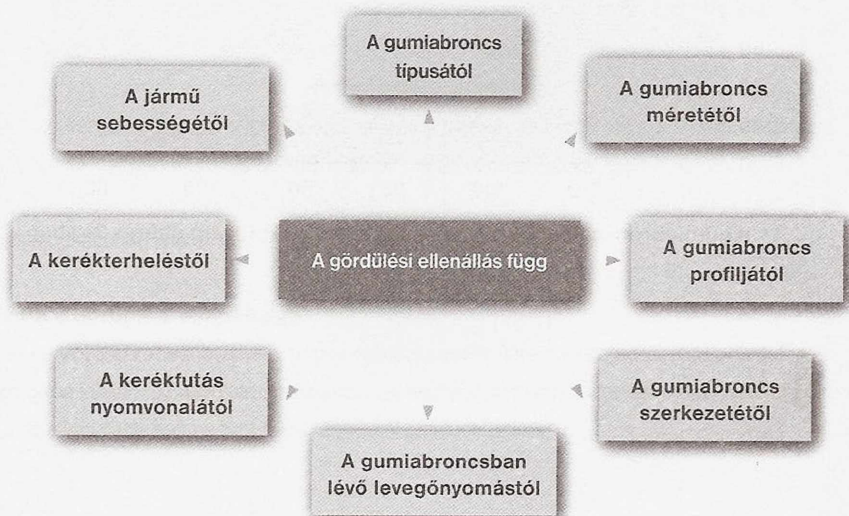 A gumiabroncs
típusától
A jármű
sebességétől
A gumiabroncs
méretétől
A kerékterheléstől
A gördülési ellenállás függ
A gumiabroncs
profiljától
A kerékfutás
nyomvonalától
A gumiabroncs
szerkezetétől
A gumiabroncsban
lévő levegőnyomástól